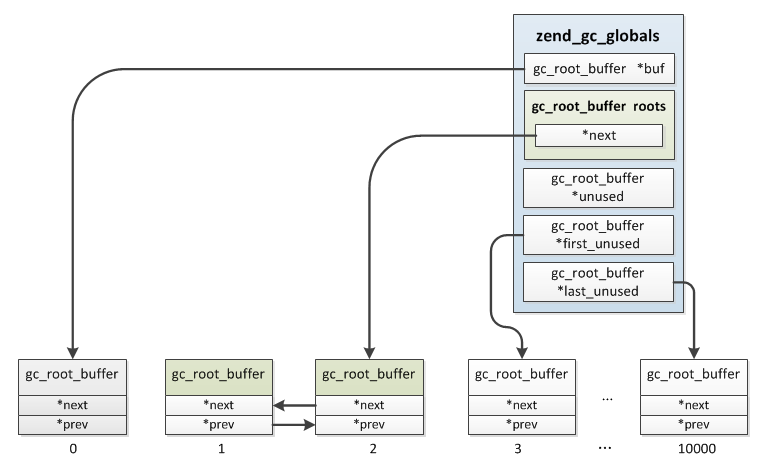 zend_gc_globals
gc_root_buffer *buf
gc_root_buffer roots
*next
gc_root_buffer
*unused
gc_root_buffer
*first_unused
gc_root_buffer
*last_unused
gc_root_buffer
*next
*prev
0
gc_root_buffer
*next
*prev
1
gc_root_buffer
*next
*prev
2
gc_root_buffer
*next
*prev
3
...
...
gc_root_buffer
*next
*prev
10000